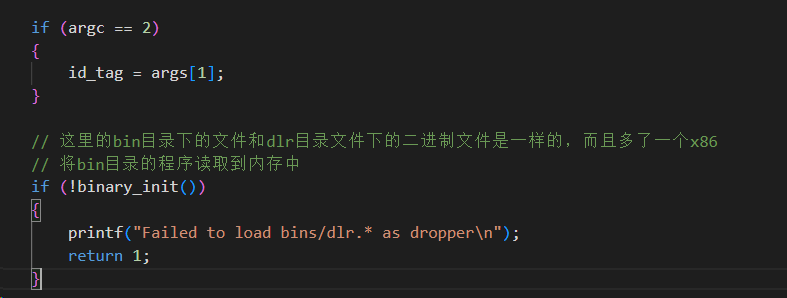 if (argc == 2)
{
id_tag = args[1];
}
// 这里的bin目录下的文件和dlr目录文件下的二进制文件是一样的，而且多了一个x86
// 将bin目录的程序读取到内存中
if (!binary_init())
{
printf("Failed to load bins/dlr.* as dropper\n");
return 1;
}